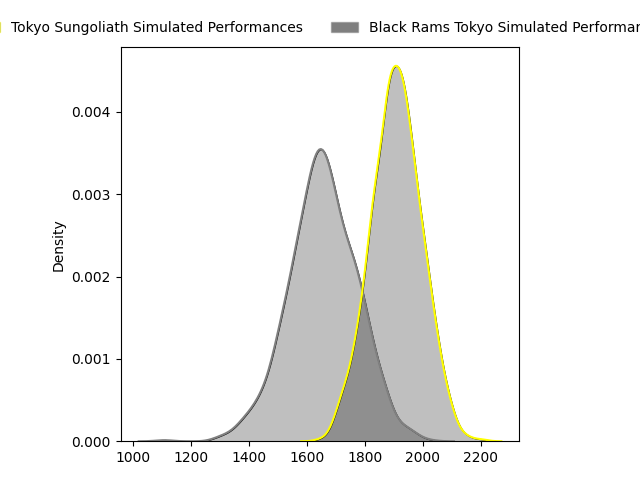 Tokyo Sungoliath Simulated Performances
Black Rams Tokyo Simulated Performan
Density
0.004
0.003
0.002
0.001
0.000
1000 1200 1400 1600 1800 2000 2200